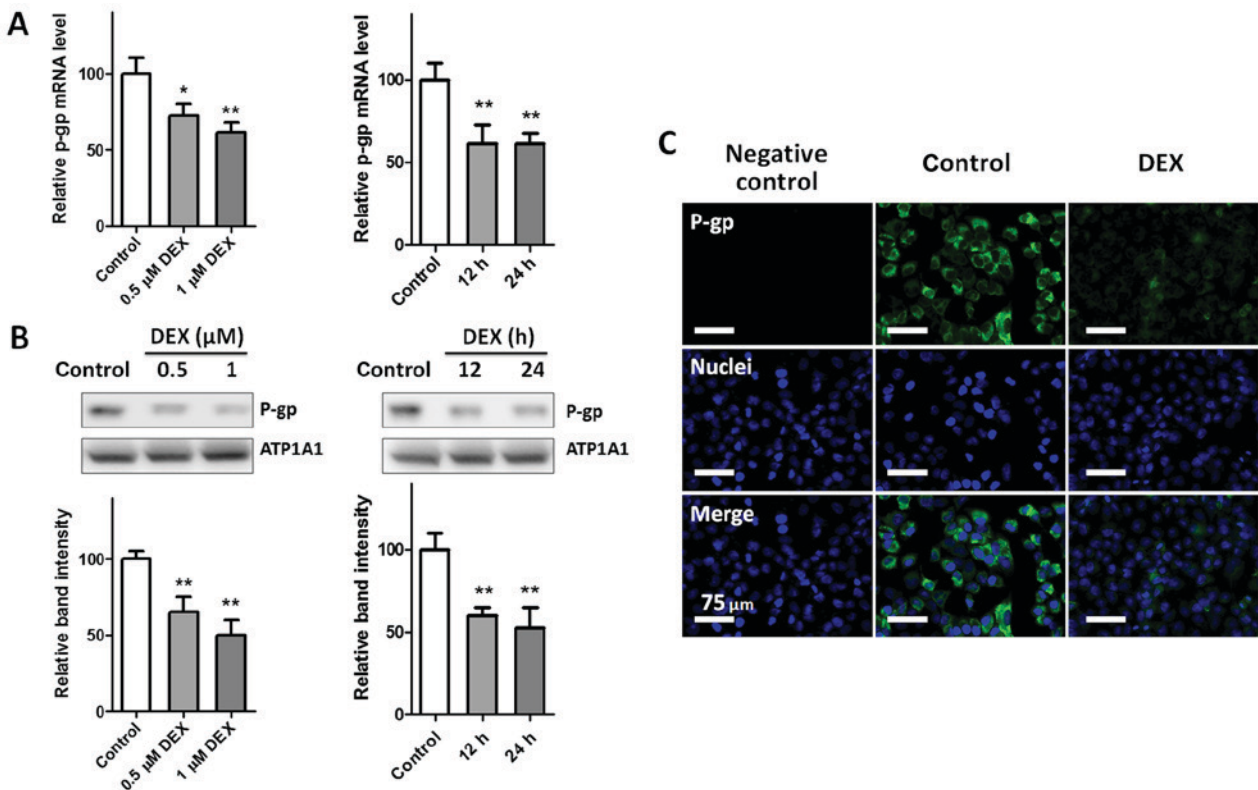 A
Relative p-gp mRNA level
100
50
0
*
**
Control
0.5 µM DEX
1 µM DEX
Relative p-gp mRNA level
100
50
0
**
**
Control
12 h
24 h
B
DEX (µM)
Control 0.5 1
P-gp
ATP1A1
Relative band intensity
100
50
0
**
**
Control
0.5 µM DEX
1 µM DEX
DEX (h)
Control 12 24
P-gp
ATP1A1
Relative band intensity
100
50
0
**
**
Control
12 h
24 h
C
Negative
control
Control
DEX
P-gp
Nuclei
Merge
75 µm